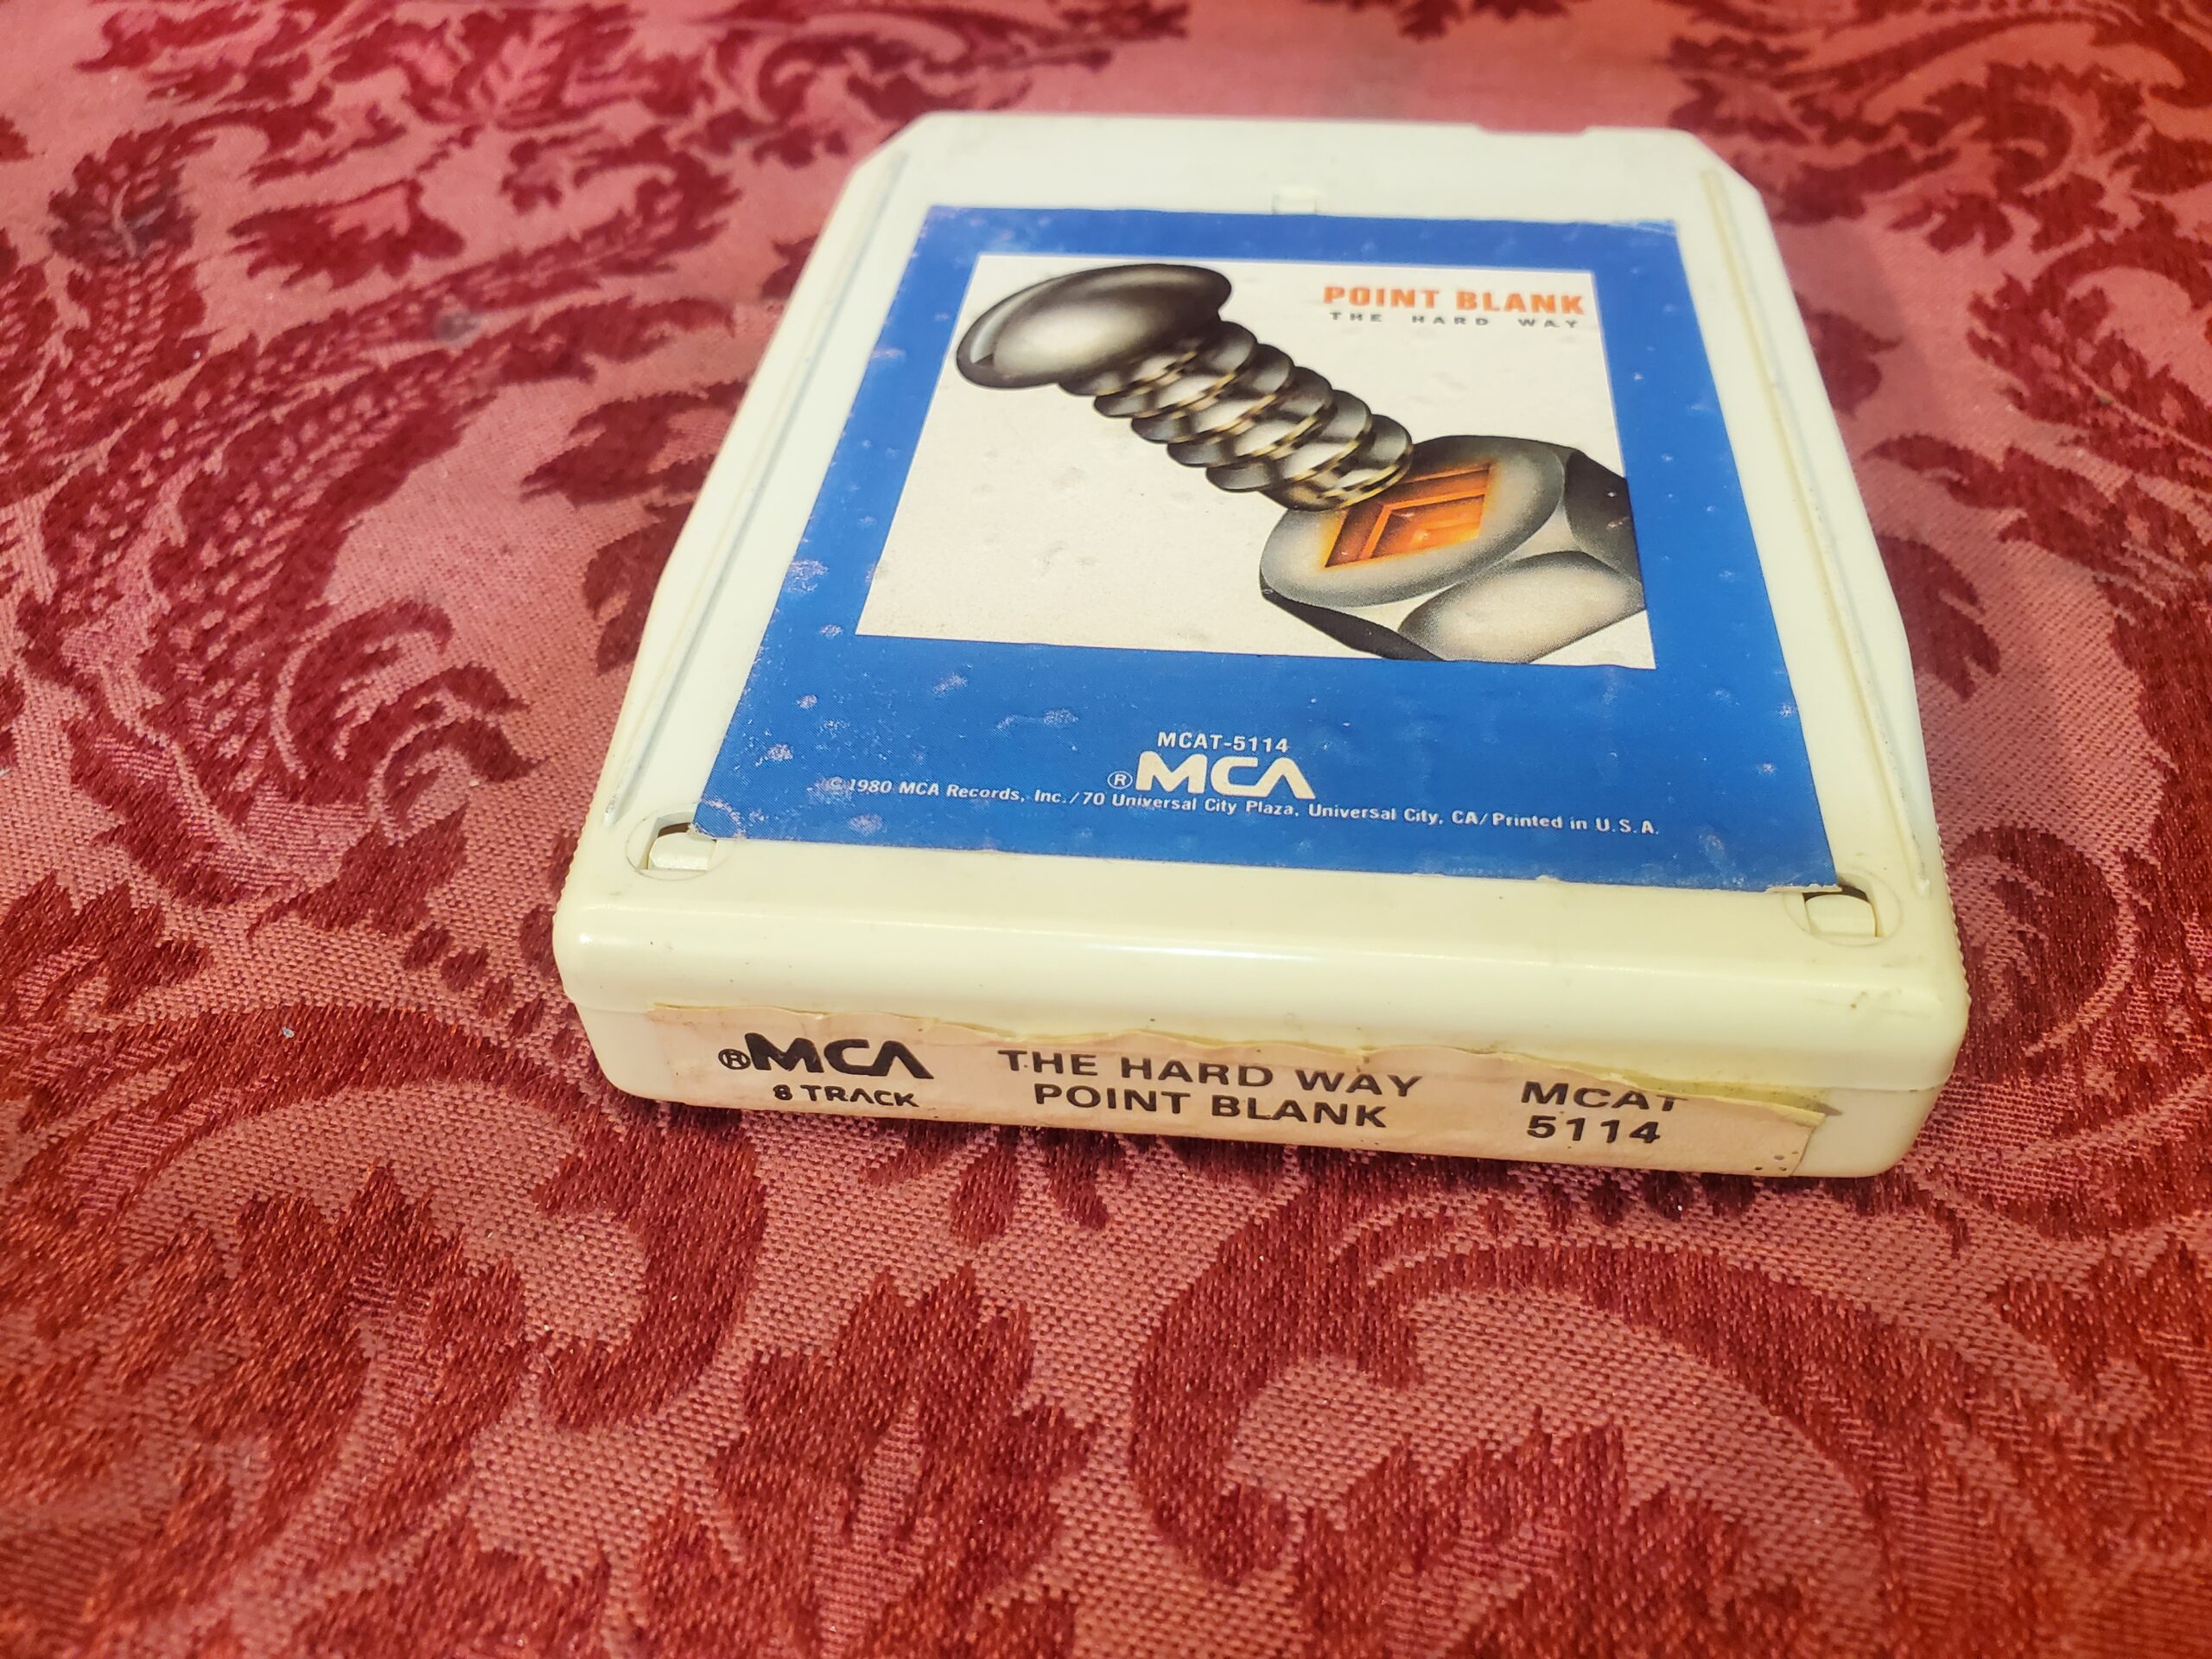 POINT BLANK
THE HARD WAY
MCAT-5114
®MCA
©1980 MCA Records, Inc./70 Universal City Plaza, Universal City, CA/Printed in U.S.A.
®MCA
8 TRACK
THE HARD WAY
POINT BLANK
MCAT
5114